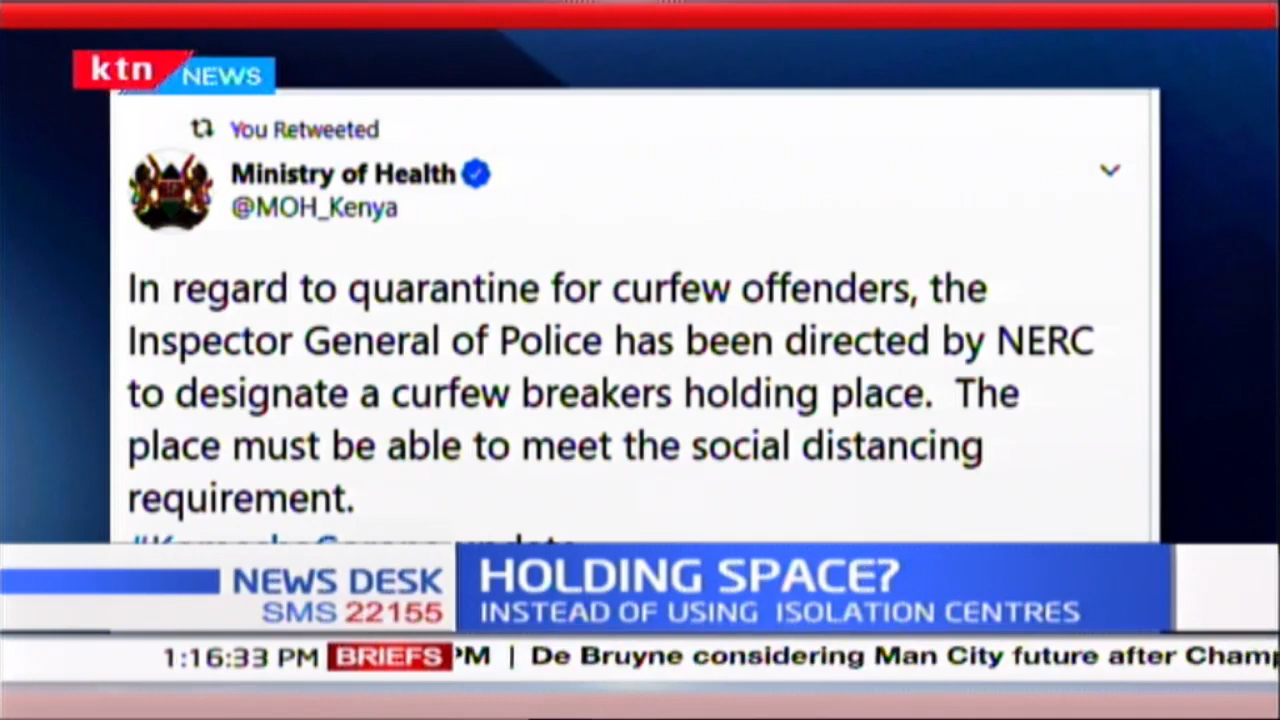 ktn NEWS
You Retweeted
Ministry of Health
@MOH_Kenya
In regard to quarantine for curfew offenders, the
Inspector General of Police has been directed by NERC
to designate a curfew breakers holding place. The
place must be able to meet the social distancing
requirement.
NEWS DESK
SMS 22155
HOLDING SPACE?
INSTEAD OF USING ISOLATION CENTRES
1:16:33 PM BRIEFS PM | De Bruyne considering Man City future after Champ